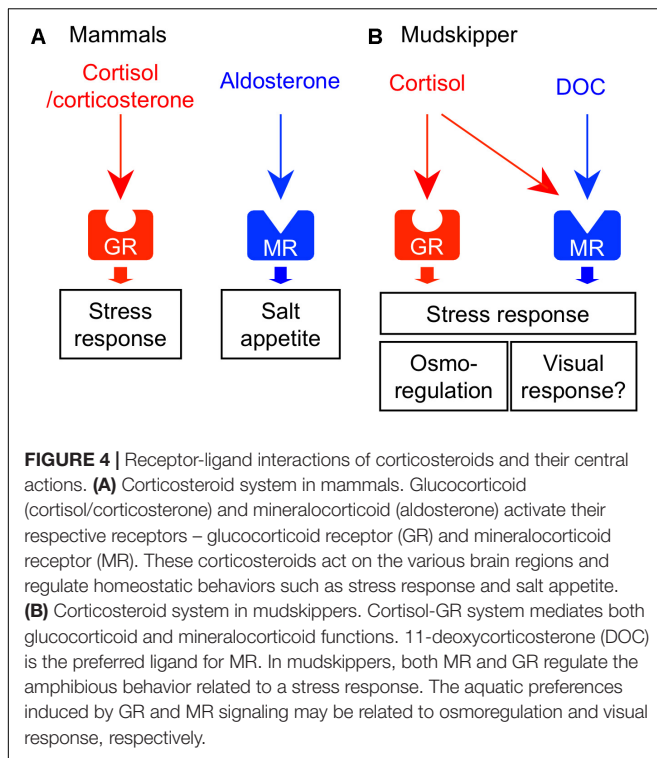 A Mammals
B Mudskipper
Cortisol
/corticosterone
Aldosterone
Cortisol
DOC
GR
MR
GR
MR
Stress
response
Salt
appetite
Stress response
Osmo-
regulation
Visual
response?
FIGURE 4 | Receptor-ligand interactions of corticosteroids and their central
actions. (A) Corticosteroid system in mammals. Glucocorticoid
(cortisol/corticosterone) and mineralocorticoid (aldosterone) activate their
respective receptors – glucocorticoid receptor (GR) and mineralocorticoid
receptor (MR). These corticosteroids act on the various brain regions and
regulate homeostatic behaviors such as stress response and salt appetite.
(B) Corticosteroid system in mudskippers. Cortisol-GR system mediates both
glucocorticoid and mineralocorticoid functions. 11-deoxycorticosterone (DOC)
is the preferred ligand for MR. In mudskippers, both MR and GR regulate the
amphibious behavior related to a stress response. The aquatic preferences
induced by GR and MR signaling may be related to osmoregulation and visual
response, respectively.